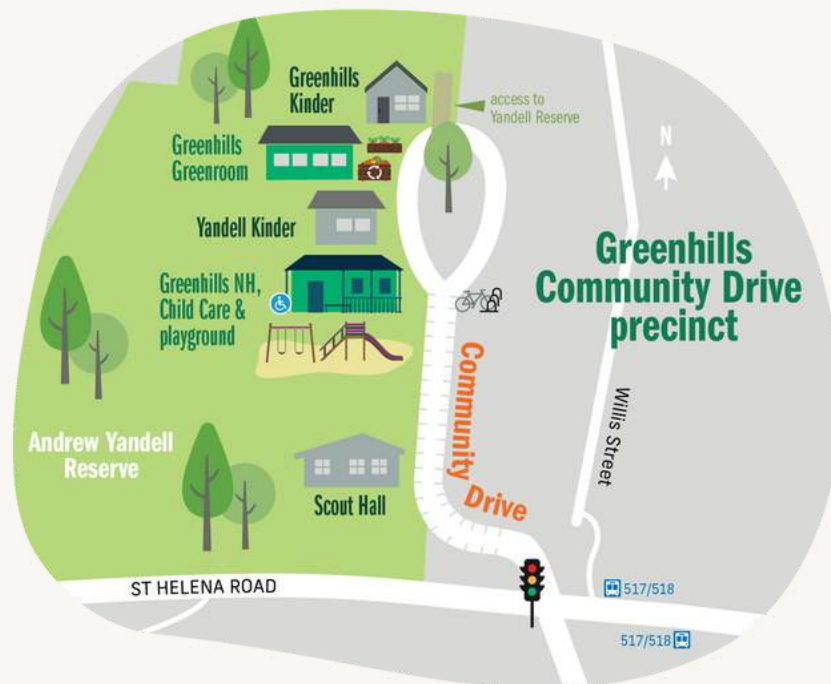 Greenhills
Kinder
access to
Yandell Reserve
Greenhills
Greenroom
N
Yandell Kinder
Greenhills
Community Drive
precinct
Greenhills NH,
Child Care &
playground
Community
Drive
Willis Street
Andrew Yandell
Reserve
Scout Hall
ST HELENA ROAD
517/518
517/518